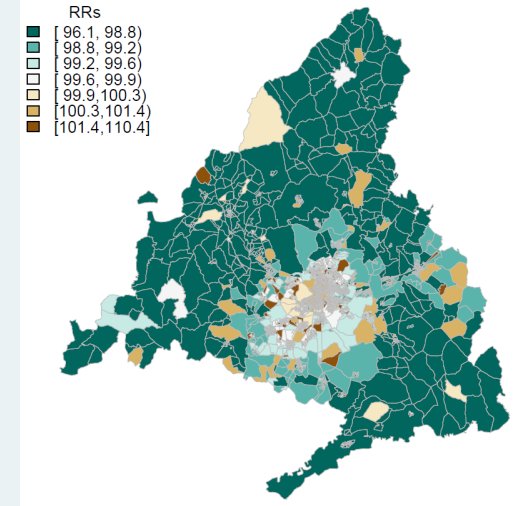 RRs
[ 96.1, 98.8)
[ 98.8, 99.2)
[ 99.2, 99.6)
[ 99.6, 99.9)
[ 99.9,100.3)
[100.3,101.4)
[101.4,110.4]